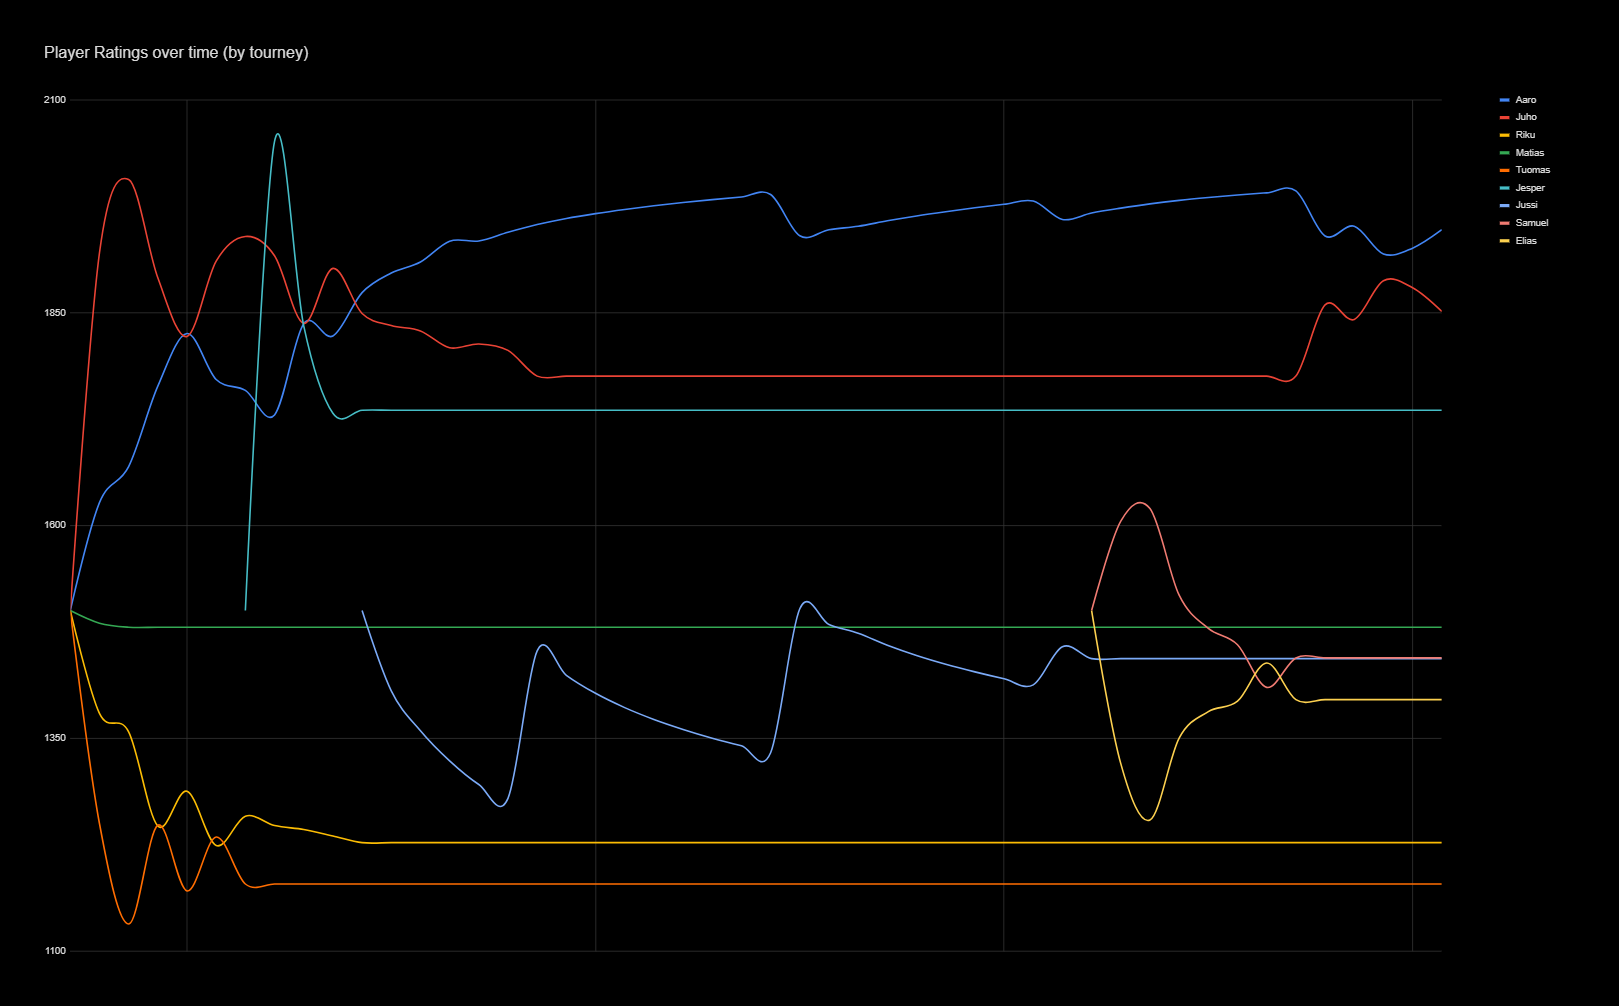 Player Ratings over time (by tourney)
2100
1850
1600
1350
1100
Aaro
Juho
Riku
Matias
Tuomas
Jesper
Jussi
Samuel
Elias